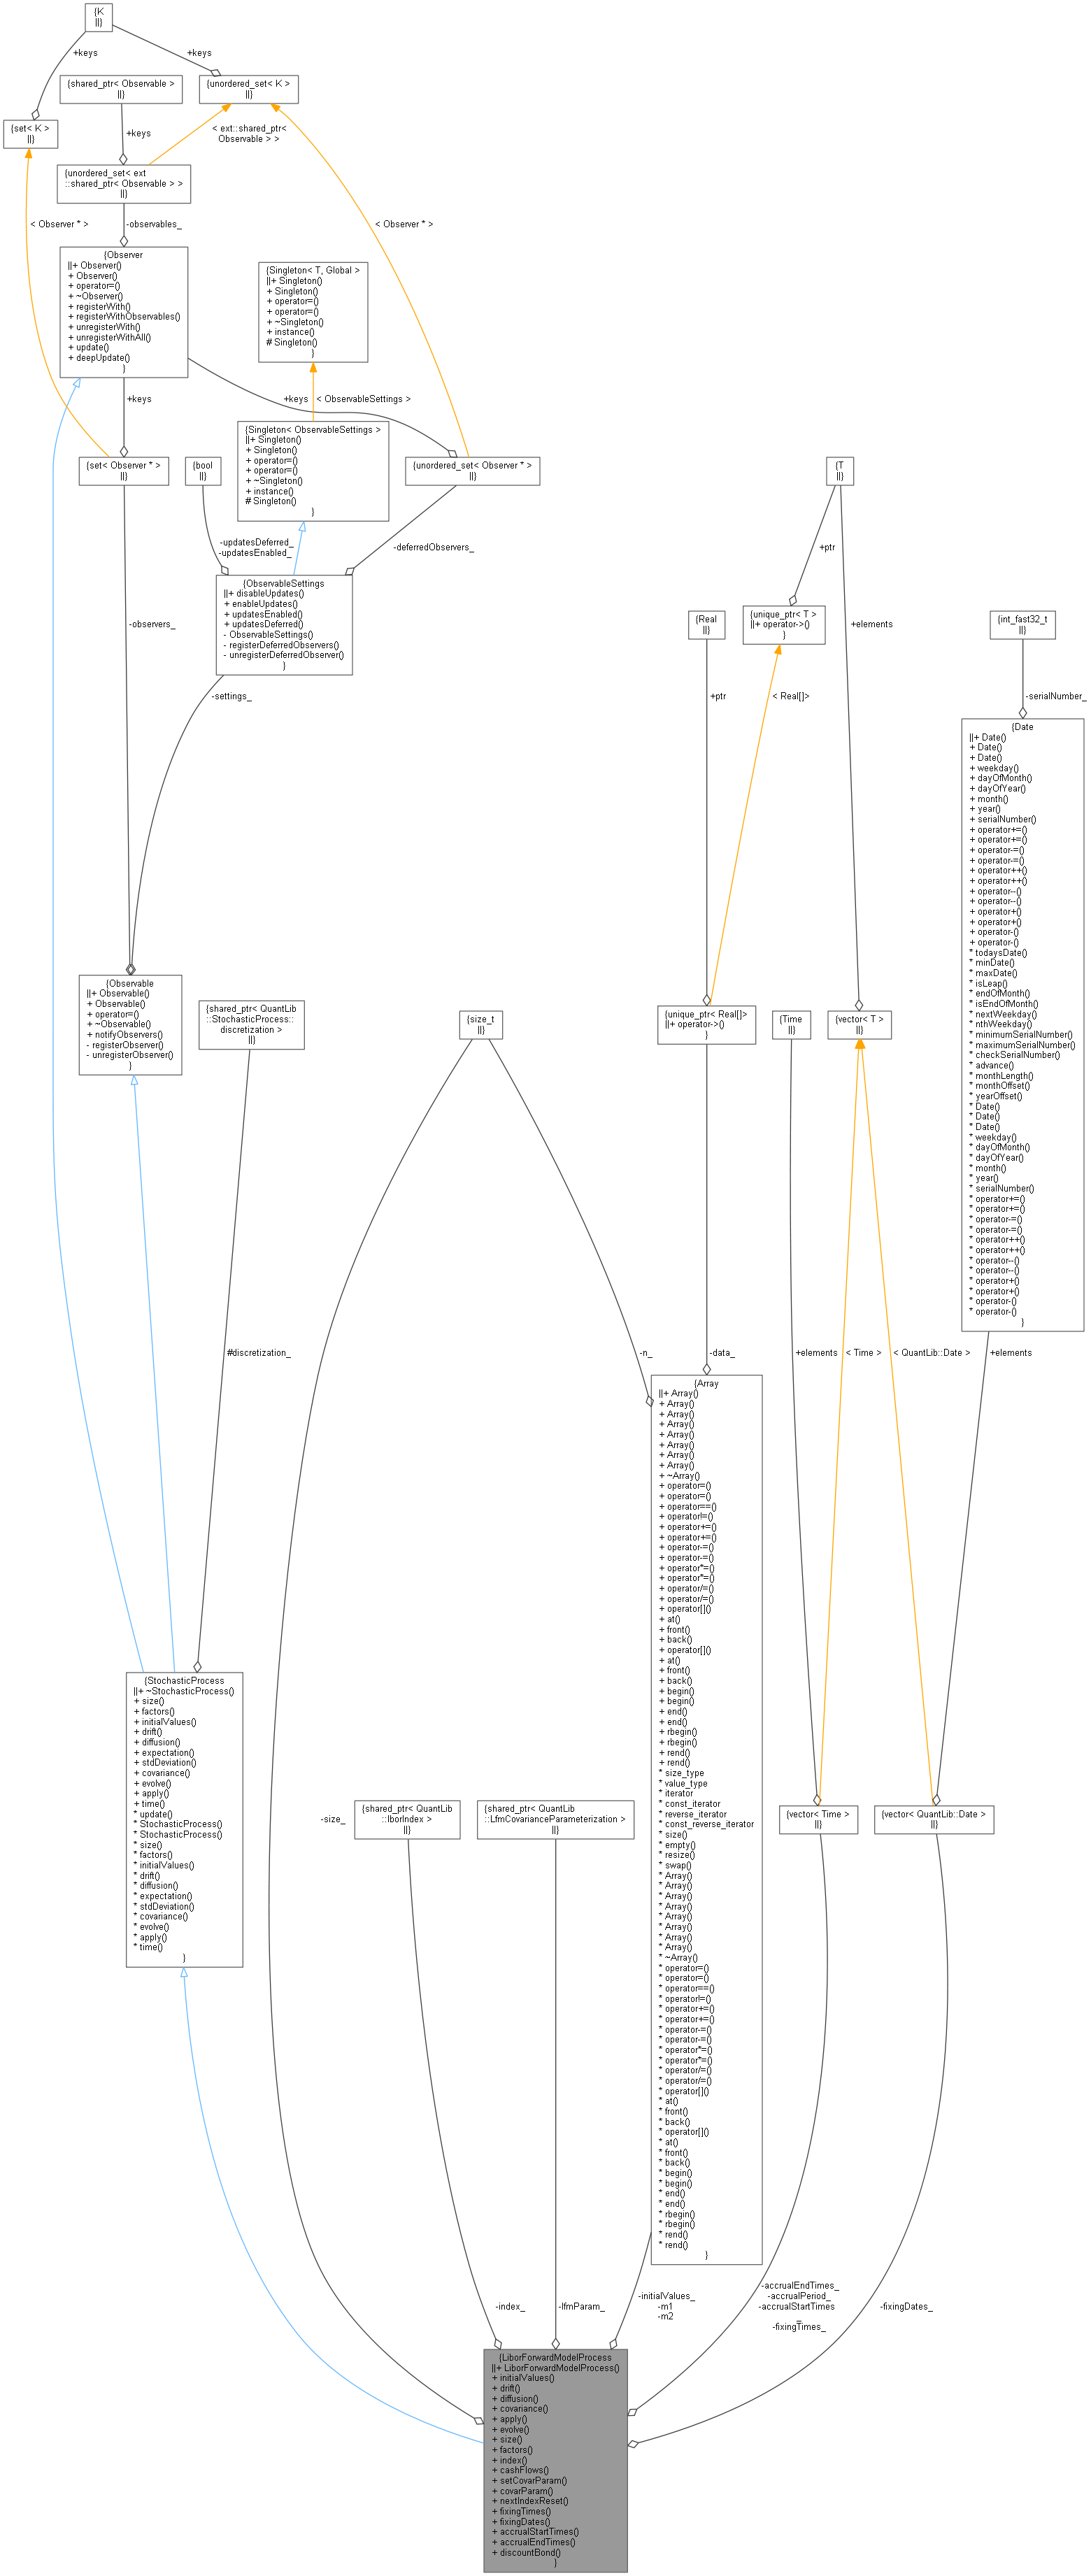 {K
||}
+keys
+keys
{shared_ptr< Observable >
||}
{unordered_set< K >
||}
{set< K >
||}
+keys
< ext::shared_ptr<
Observable > >
{unordered_set< ext
::shared_ptr< Observable > >
||}
< Observer * >
-observables_
< Observer * >
{Observer
||+ Observer()
+ Observer()
+ operator=()
+ ~Observer()
+ registerWith()
+ registerWithObservables()
+ unregisterWith()
+ unregisterWithAll()
+ update()
+ deepUpdate()
}
{Singleton< T, Global >
||+ Singleton()
+ Singleton()
+ operator=()
+ operator=()
+ ~Singleton()
+ instance()
# Singleton()
}
+keys
+keys
< ObservableSettings >
{set< Observer * >
||}
{bool
||}
{Singleton< ObservableSettings >
||+ Singleton()
+ Singleton()
+ operator=()
+ operator=()
+ ~Singleton()
+ instance()
# Singleton()
}
{unordered_set< Observer * >
||}
{T
||}
-updatesDeferred_
-updatesEnabled_
-deferredObservers_
+ptr
{ObservableSettings
||+ disableUpdates()
+ enableUpdates()
+ updatesEnabled()
+ updatesDeferred()
- ObservableSettings()
- registerDeferredObservers()
- unregisterDeferredObserver()
}
-observers_
{Real
||}
{unique_ptr< T >
||+ operator->()
}
+elements
{int_fast32_t
||}
-settings_
+ptr
< Real[]>
-serialNumber_
{Date
||+ Date()
+ Date()
+ Date()
+ weekday()
+ dayOfMonth()
+ dayOfYear()
+ month()
+ year()
+ serialNumber()
+ operator+=()
+ operator+=()
+ operator-=()
+ operator-=()
+ operator++()
+ operator++()
+ operator--()
+ operator--()
+ operator+()
+ operator+()
+ operator-()
+ operator-()
* todaysDate()
* minDate()
* maxDate()
* isLeap()
* endOfMonth()
* isEndOfMonth()
* nextWeekday()
* nthWeekday()
* minimumSerialNumber()
* maximumSerialNumber()
* checkSerialNumber()
* advance()
* monthLength()
* monthOffset()
* yearOffset()
* Date()
* Date()
* Date()
* weekday()
* dayOfMonth()
* dayOfYear()
* month()
* year()
* serialNumber()
* operator+=()
* operator+=()
* operator-=()
* operator-=()
* operator++()
* operator++()
* operator--()
* operator--()
* operator+()
* operator+()
* operator-()
* operator-()
}
{Observable
||+ Observable()
+ Observable()
+ operator=()
+ ~Observable()
+ notifyObservers()
- registerObserver()
- unregisterObserver()
}
{shared_ptr< QuantLib
::StochasticProcess::
discretization >
||}
{size_t
||}
{unique_ptr< Real[]>
||+ operator->()
}
{Time
||}
{vector< T >
||}
#discretization_
-n_
-data_
+elements
< Time >
< QuantLib::Date >
+elements
{Array
||+ Array()
+ Array()
+ Array()
+ Array()
+ Array()
+ Array()
+ Array()
+ Array()
+ ~Array()
+ operator=()
+ operator=()
+ operator==()
+ operator!=()
+ operator+=()
+ operator+=()
+ operator-=()
+ operator-=()
+ operator*=()
+ operator*=()
+ operator/=()
+ operator/=()
+ operator[]()
+ at()
+ front()
+ back()
+ operator[]()
+ at()
+ front()
+ back()
+ begin()
+ begin()
+ end()
+ end()
+ rbegin()
+ rbegin()
+ rend()
+ rend()
* size_type
* value_type
* iterator
* const_iterator
* reverse_iterator
* const_reverse_iterator
* size()
* empty()
* resize()
* swap()
* Array()
* Array()
* Array()
* Array()
* Array()
* Array()
* Array()
* Array()
* ~Array()
* operator=()
* operator=()
* operator==()
* operator!=()
* operator+=()
* operator+=()
* operator-=()
* operator-=()
* operator*=()
* operator*=()
* operator/=()
* operator/=()
* operator[]()
* at()
* front()
* back()
* operator[]()
* at()
* front()
* back()
* begin()
* begin()
* end()
* end()
* rbegin()
* rbegin()
* rend()
* rend()
}
{StochasticProcess
||+ ~StochasticProcess()
+ size()
+ factors()
+ initialValues()
+ drift()
+ diffusion()
+ expectation()
+ stdDeviation()
+ covariance()
+ evolve()
+ apply()
+ time()
* update()
* StochasticProcess()
* StochasticProcess()
* size()
* factors()
* initialValues()
* drift()
* diffusion()
* expectation()
* stdDeviation()
* covariance()
* evolve()
* apply()
* time()
}
-size_
{shared_ptr< QuantLib
::IborIndex >
||}
{shared_ptr< QuantLib
::LfmCovarianceParameterization >
||}
{vector< Time >
||}
{vector< QuantLib::Date >
||}
-index_
-lfmParam_
-initialValues_
-m1
-m2
-accrualEndTimes_
-accrualPeriod_
-accrualStartTimes
_
-fixingTimes_
-fixingDates_
{LiborForwardModelProcess
||+ LiborForwardModelProcess()
+ initialValues()
+ drift()
+ diffusion()
+ covariance()
+ apply()
+ evolve()
+ size()
+ factors()
+ index()
+ cashFlows()
+ setCovarParam()
+ covarParam()
+ nextIndexReset()
+ fixingTimes()
+ fixingDates()
+ accrualStartTimes()
+ accrualEndTimes()
+ discountBond()
}